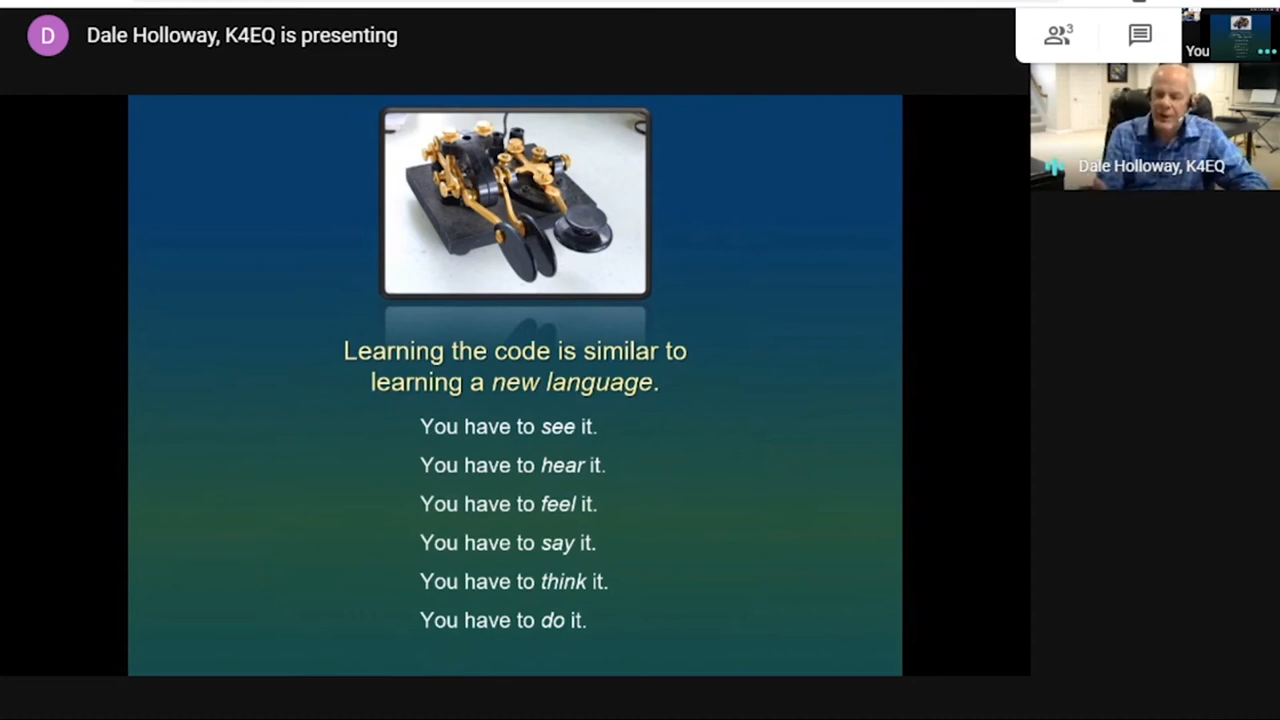 D
Dale Holloway, K4EQ is presenting
3
You
Dale Holloway, K4EQ
Learning the code is similar to
learning a new language.
You have to see it.
You have to hear it.
You have to feel it.
You have to say it.
You have to think it.
You have to do it.